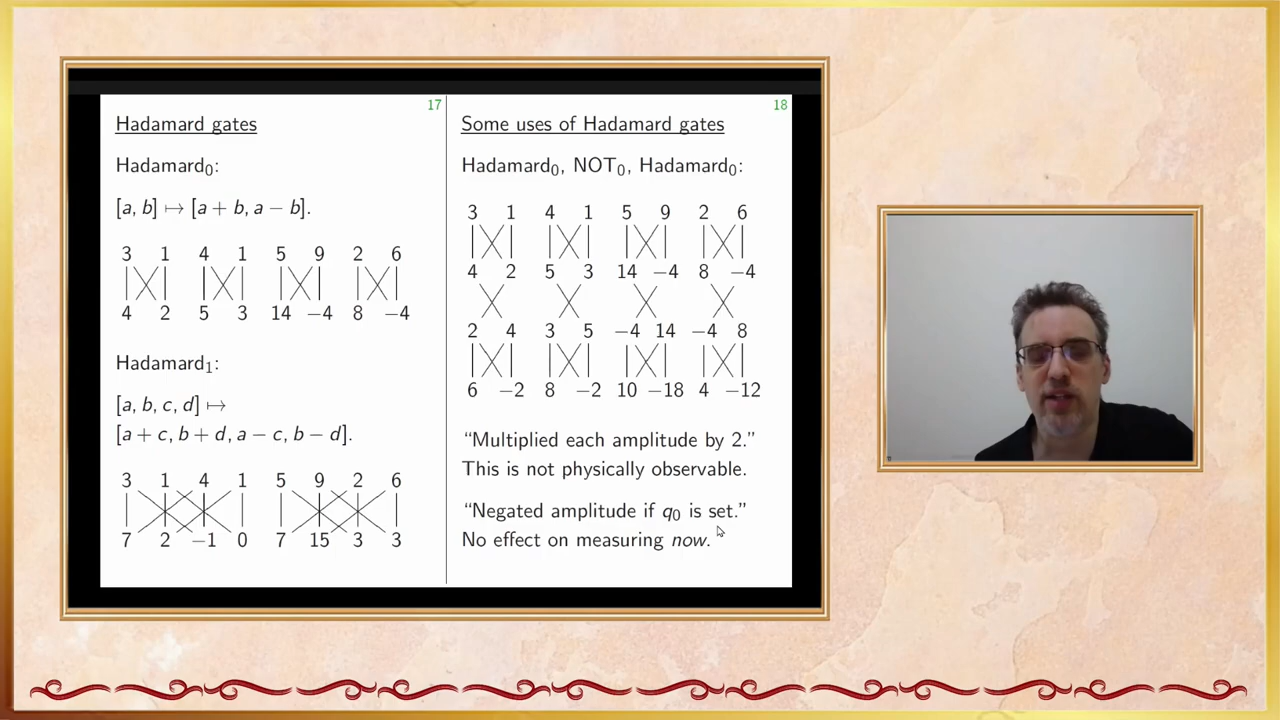 17
Hadamard gates
Hadamard₀:
[a, b] ↦ [a + b, a − b].
3 1 4 1 5 9 2 6
4 2 5 3 14 −4 8 −4
Hadamard₁:
[a, b, c, d] ↦
[a + c, b + d, a − c, b − d].
3 1 4 1 5 9 2 6
7 2 −1 0 7 15 3 3
18
Some uses of Hadamard gates
Hadamard₀, NOT₀, Hadamard₀:
3 1 4 1 5 9 2 6
4 2 5 3 14 −4 8 −4
2 4 3 5 −4 14 −4 8
6 −2 8 −2 10 −18 4 −12
“Multiplied each amplitude by 2.”
This is not physically observable.
“Negated amplitude if q₀ is set.”
No effect on measuring now.